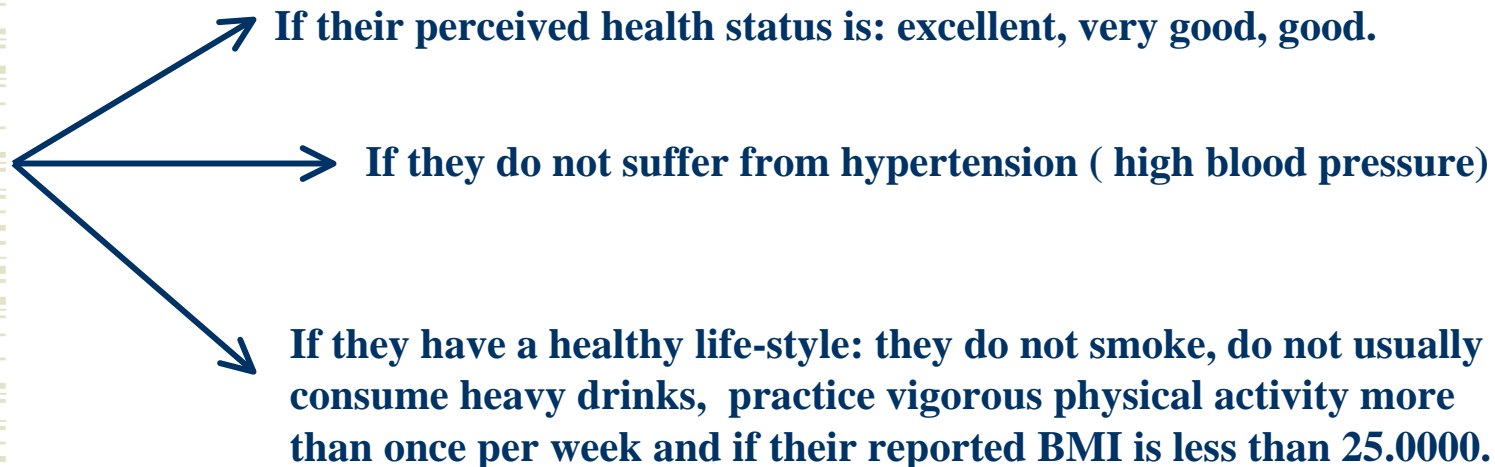 If their perceived health status is: excellent, very good, good.
If they do not suffer from hypertension ( high blood pressure)
If they have a healthy life-style: they do not smoke, do not usually
consume heavy drinks,  practice vigorous physical activity more
than once per week and if their reported BMI is less than 25.0000.